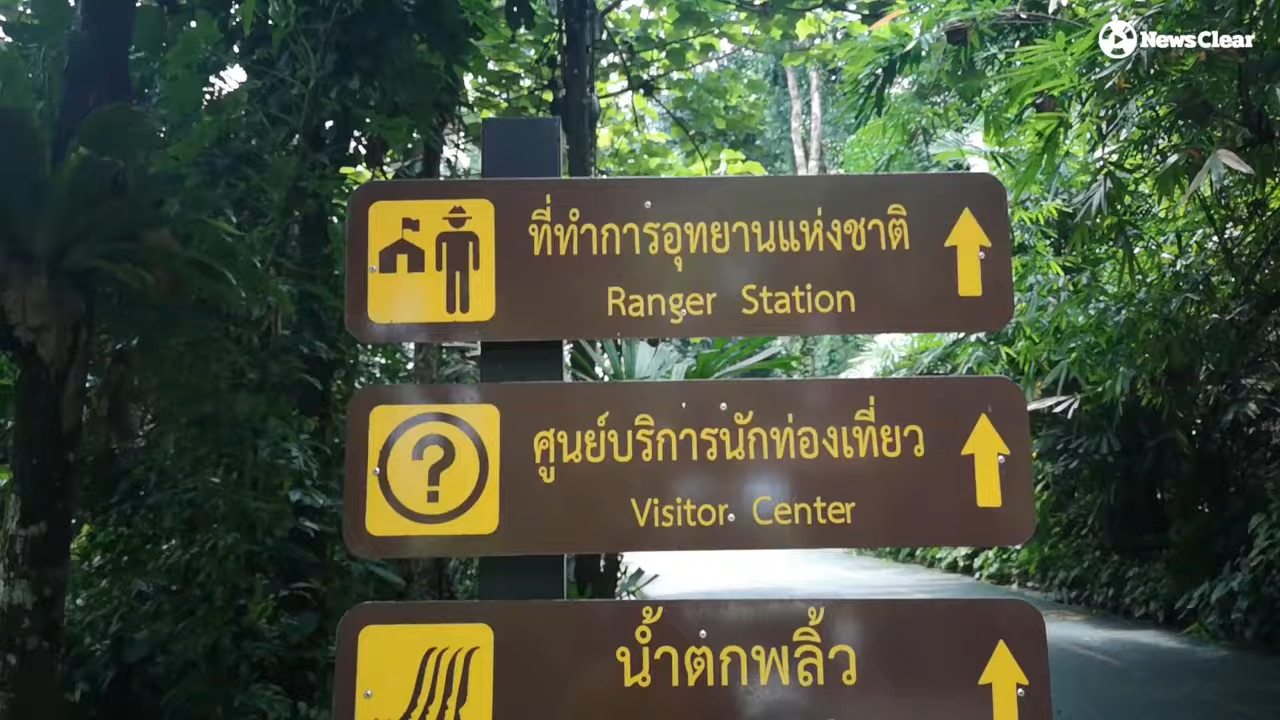 News Clear
ที่ทำการอุทยานแห่งชาติ
Ranger Station
?
ศูนย์บริการนักท่องเที่ยว
Visitor Center
น้ำตกพลิ้ว